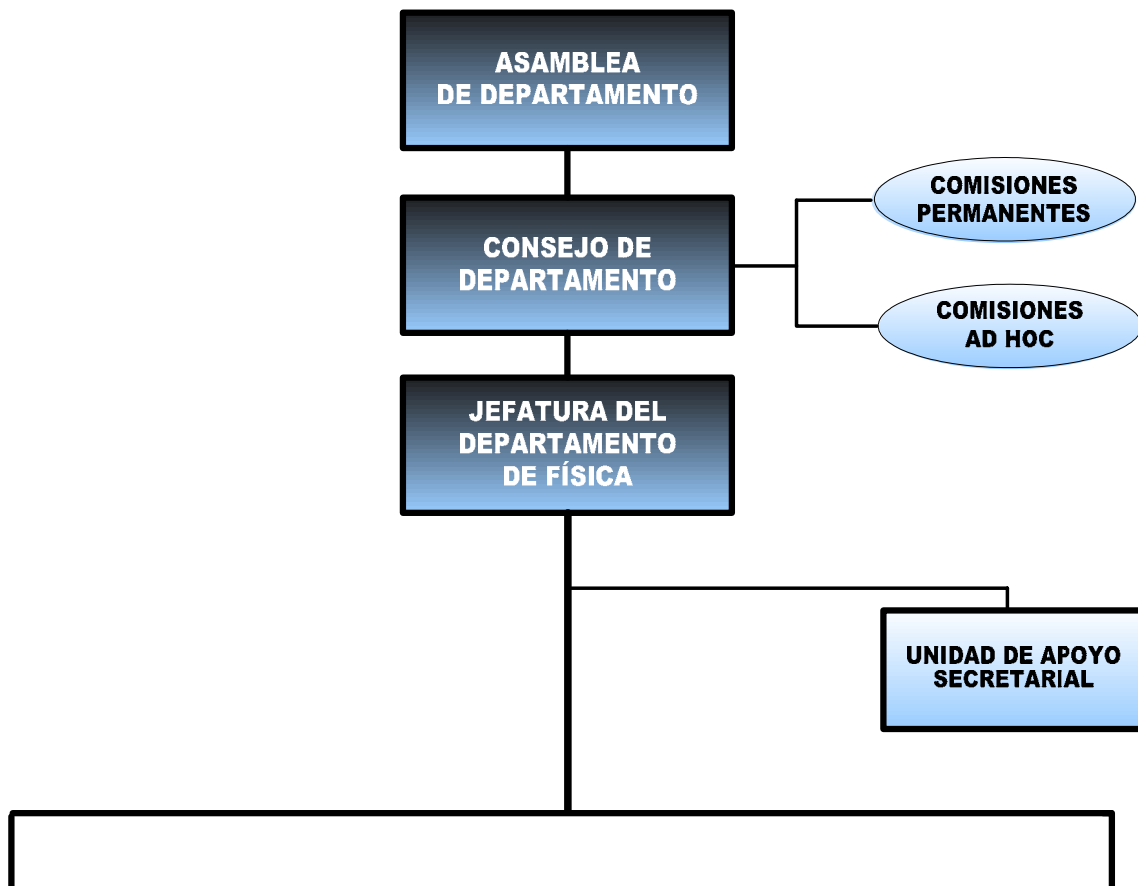 ASAMBLEA
DE DEPARTAMENTO
CONSEJO DE
DEPARTAMENTO
COMISIONES
PERMANENTES
COMISIONES
AD HOC
JEFATURA DEL
DEPARTAMENTO
DE FÍSICA
UNIDAD DE APOYO
SECRETARIAL